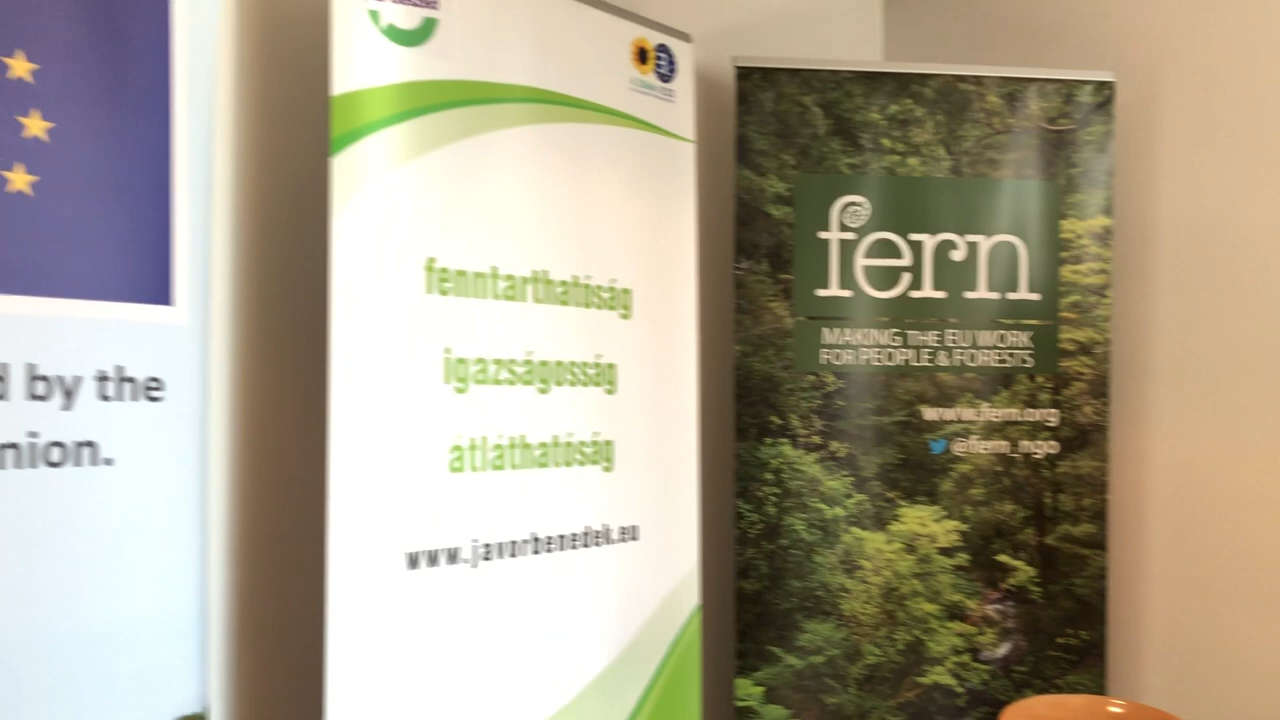 d by the
nion.
fenntarthatóság
igazságosság
átláthatóság
www.javorbenedek.eu
fern
MAKING THE EU WORK
FOR PEOPLE & FORESTS
www.fern.org
@fern_ngo